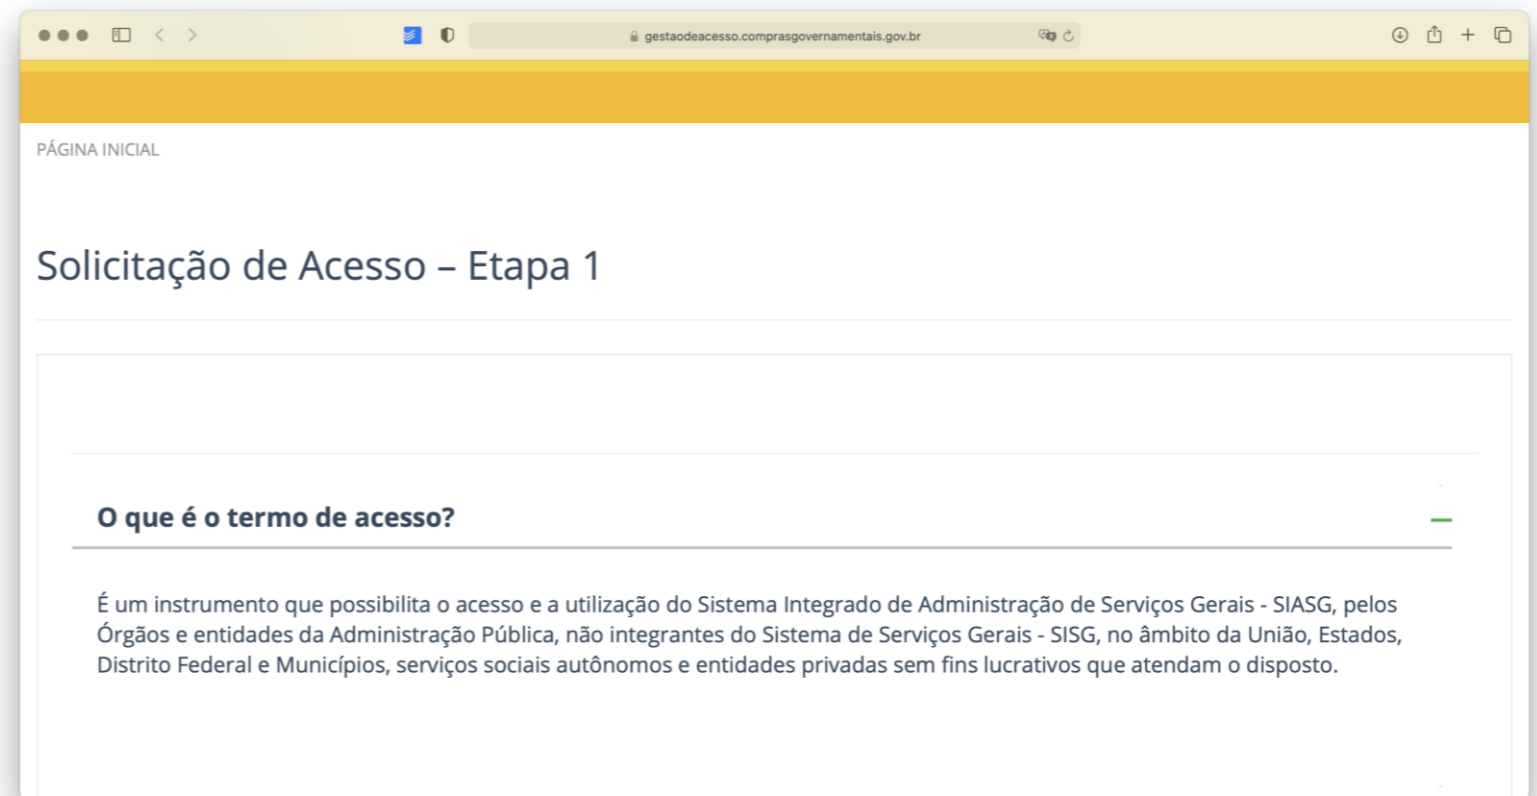 gestaodeacesso.comprasgovernamentais.gov.br
PÁGINA INICIAL
Solicitação de Acesso – Etapa 1
O que é o termo de acesso?
É um instrumento que possibilita o acesso e a utilização do Sistema Integrado de Administração de Serviços Gerais - SIASG, pelos
Órgãos e entidades da Administração Pública, não integrantes do Sistema de Serviços Gerais - SISG, no âmbito da União, Estados,
Distrito Federal e Municípios, serviços sociais autônomos e entidades privadas sem fins lucrativos que atendam o disposto.